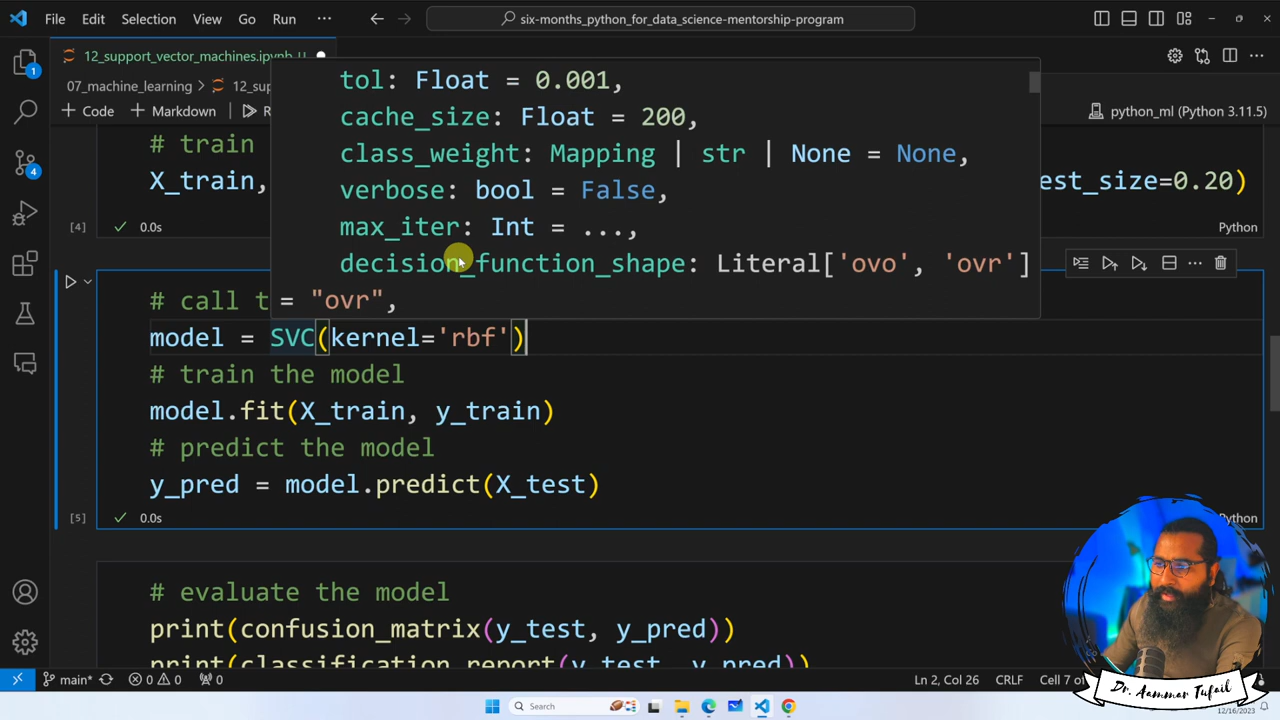 File Edit Selection View Go Run ··· six-months_python_for_data_science-mentorship-program
12_support_vector_machines.ipynb U
07_machine_learning > 12_sup
+ Code + Markdown R python_ml (Python 3.11.5)
tol: Float = 0.001,
cache_size: Float = 200,
# train
class_weight: Mapping | str | None = None,
X_train, est_size=0.20)
verbose: bool = False,
[4] 0.0s Python
max_iter: Int = ...,
decision_function_shape: Literal['ovo', 'ovr']
# call t = "ovr",
model = SVC(kernel='rbf')
# train the model
model.fit(X_train, y_train)
# predict the model
y_pred = model.predict(X_test)
[5] 0.0s Python
# evaluate the model
print(confusion_matrix(y_test, y_pred))
print(classification_report(y_test, y_pred))
main* 0 0 0 Ln 2, Col 26 CRLF Cell 7 of
Dr. Aammar Tufail
Search 12/16/2023
1
4